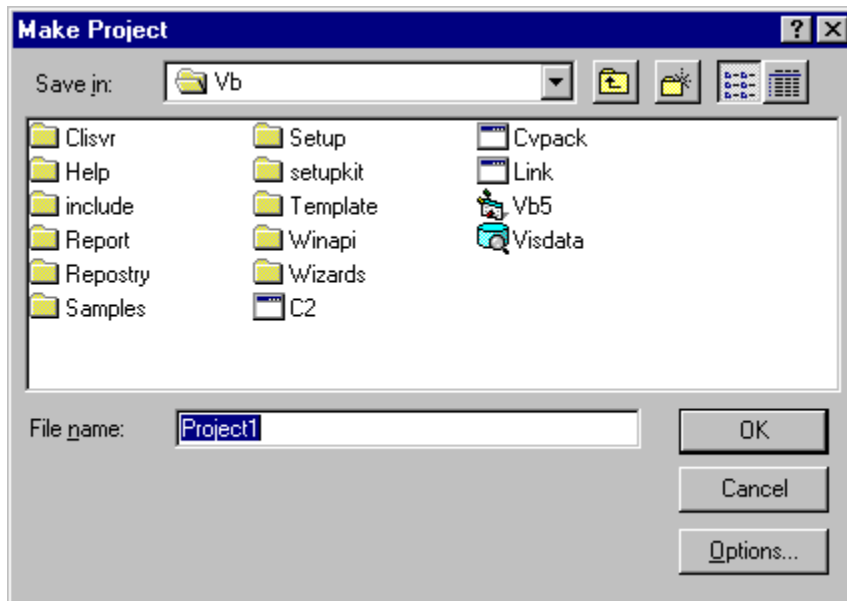 Make Project
Save in: Vb
Clisvr Setup Cvpack
Help setupkit Link
include Template Vb5
Report Winapi Visdata
Repostry Wizards
Samples C2
File name: Project1 OK
Cancel
Options...